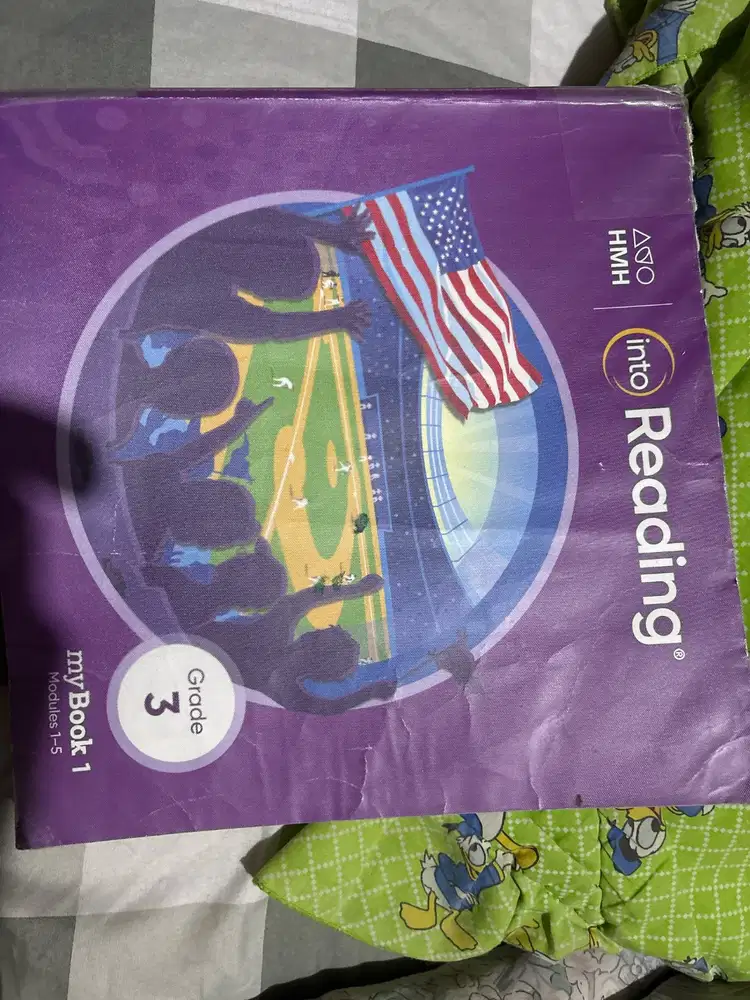 HMH
into Reading®
Grade
3
myBook 1
Modules 1-5